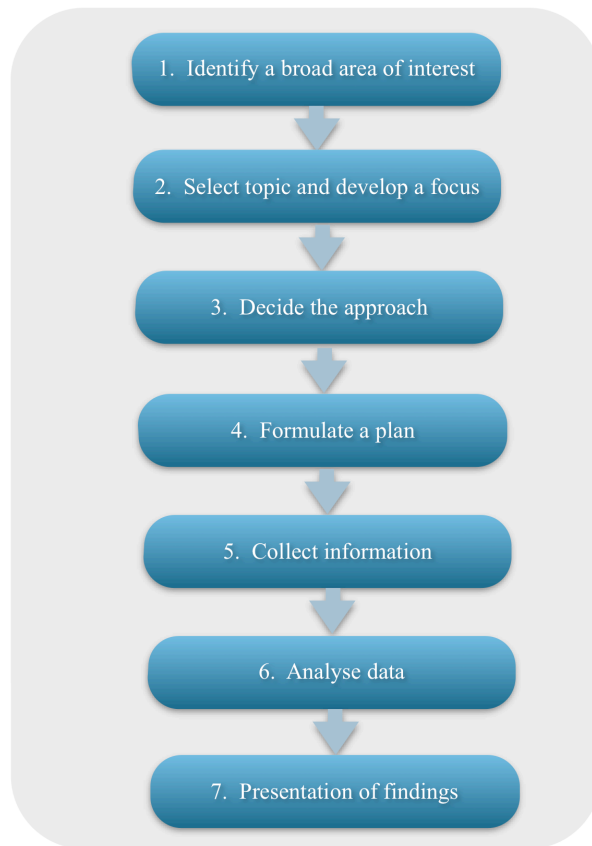 1. Identify a broad area of interest
2. Select topic and develop a focus
3. Decide the approach
4. Formulate a plan
5. Collect information
6. Analyse data
7. Presentation of findings